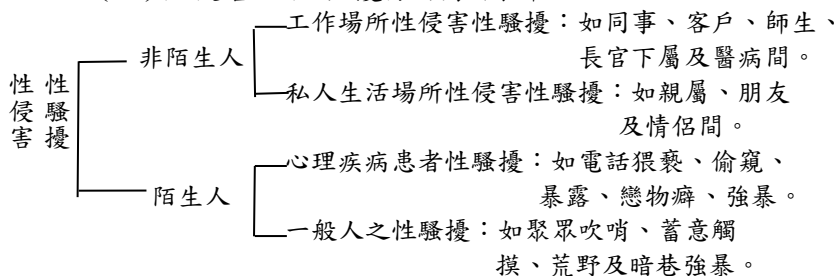 工作場所性侵害性騷擾：如同事、客戶、師生、
長官下屬及醫病間。
非陌生人
私人生活場所性侵害性騷擾：如親屬、朋友
及情侶間。
性侵害
性騷擾
心理疾病患者性騷擾：如電話猥褻、偷窺、
暴露、戀物癖、強暴。
陌生人
一般人之性騷擾：如聚眾吹哨、蓄意觸
摸、荒野及暗巷強暴。